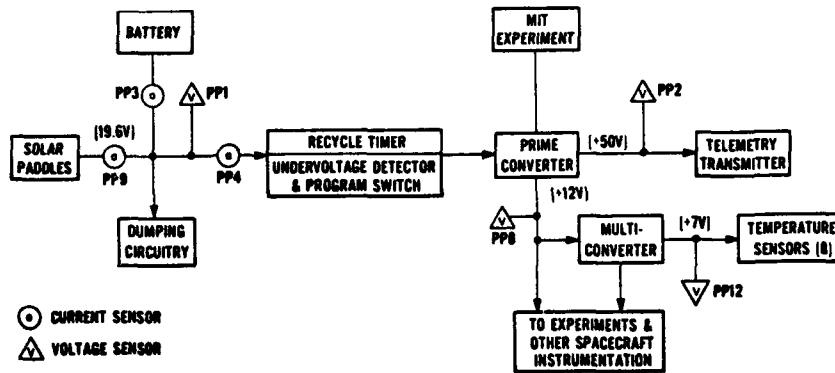 BATTERY
MIT
EXPERIMENT
PP3
a
V
PP1
V
PP2
(19.6V)
SOLAR
PADDLES
a
PP9
a
PP4
RECYCLE TIMER
UNDERVOLTAGE DETECTOR
& PROGRAM SWITCH
PRIME
CONVERTER
(+50V)
TELEMETRY
TRANSMITTER
DUMPING
CIRCUITRY
(+12V)
V
PP8
MULTI-
CONVERTER
(+7V)
TEMPERATURE
SENSORS (8)
V
PP12
a CURRENT SENSOR
V VOLTAGE SENSOR
TO EXPERIMENTS &
OTHER SPACECRAFT
INSTRUMENTATION